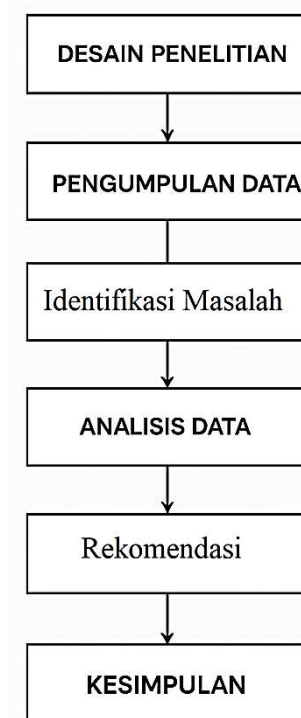 DESAIN PENELITIAN
PENGUMPULAN DATA
Identifikasi Masalah
ANALISIS DATA
Rekomendasi
KESIMPULAN